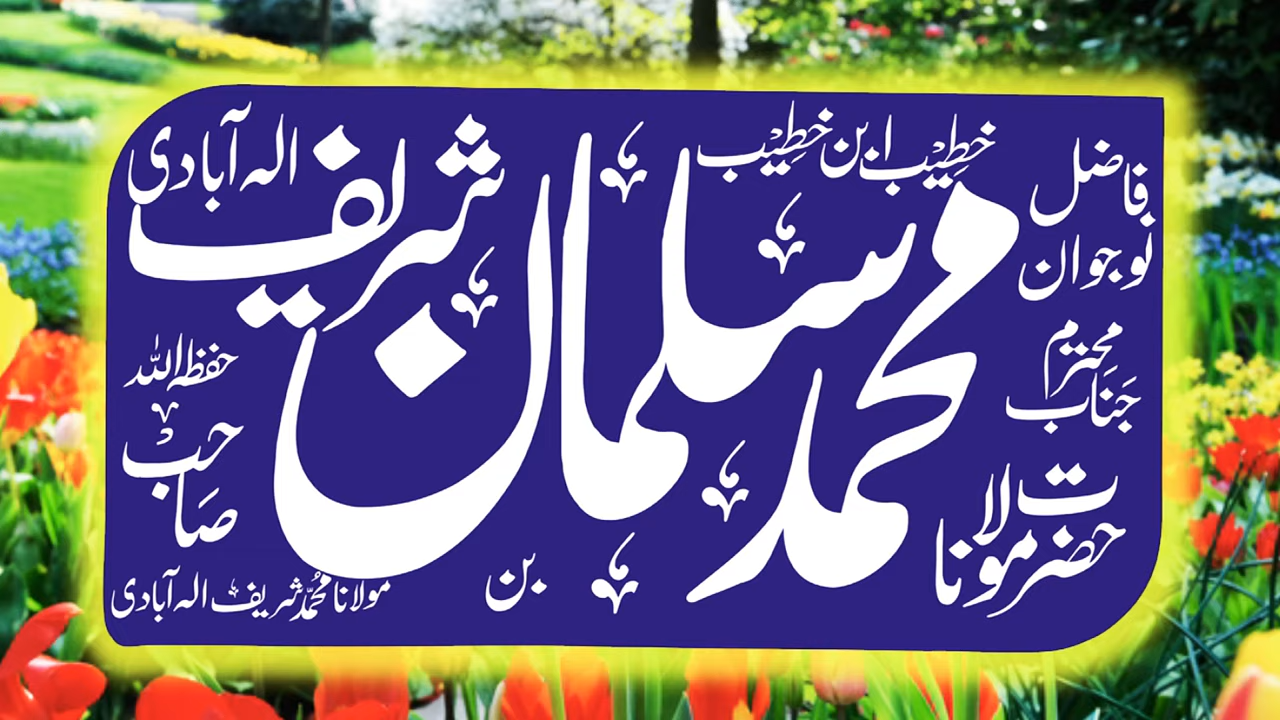 خطیب ابن خطیب
فاضل
نوجوان
محترم
جناب
حضرت
مولانا
محمد سلمان شریف
الہ آبادی
صاحب
حفظہ اللہ
بن
مولانا محمد شریف الہ آبادی